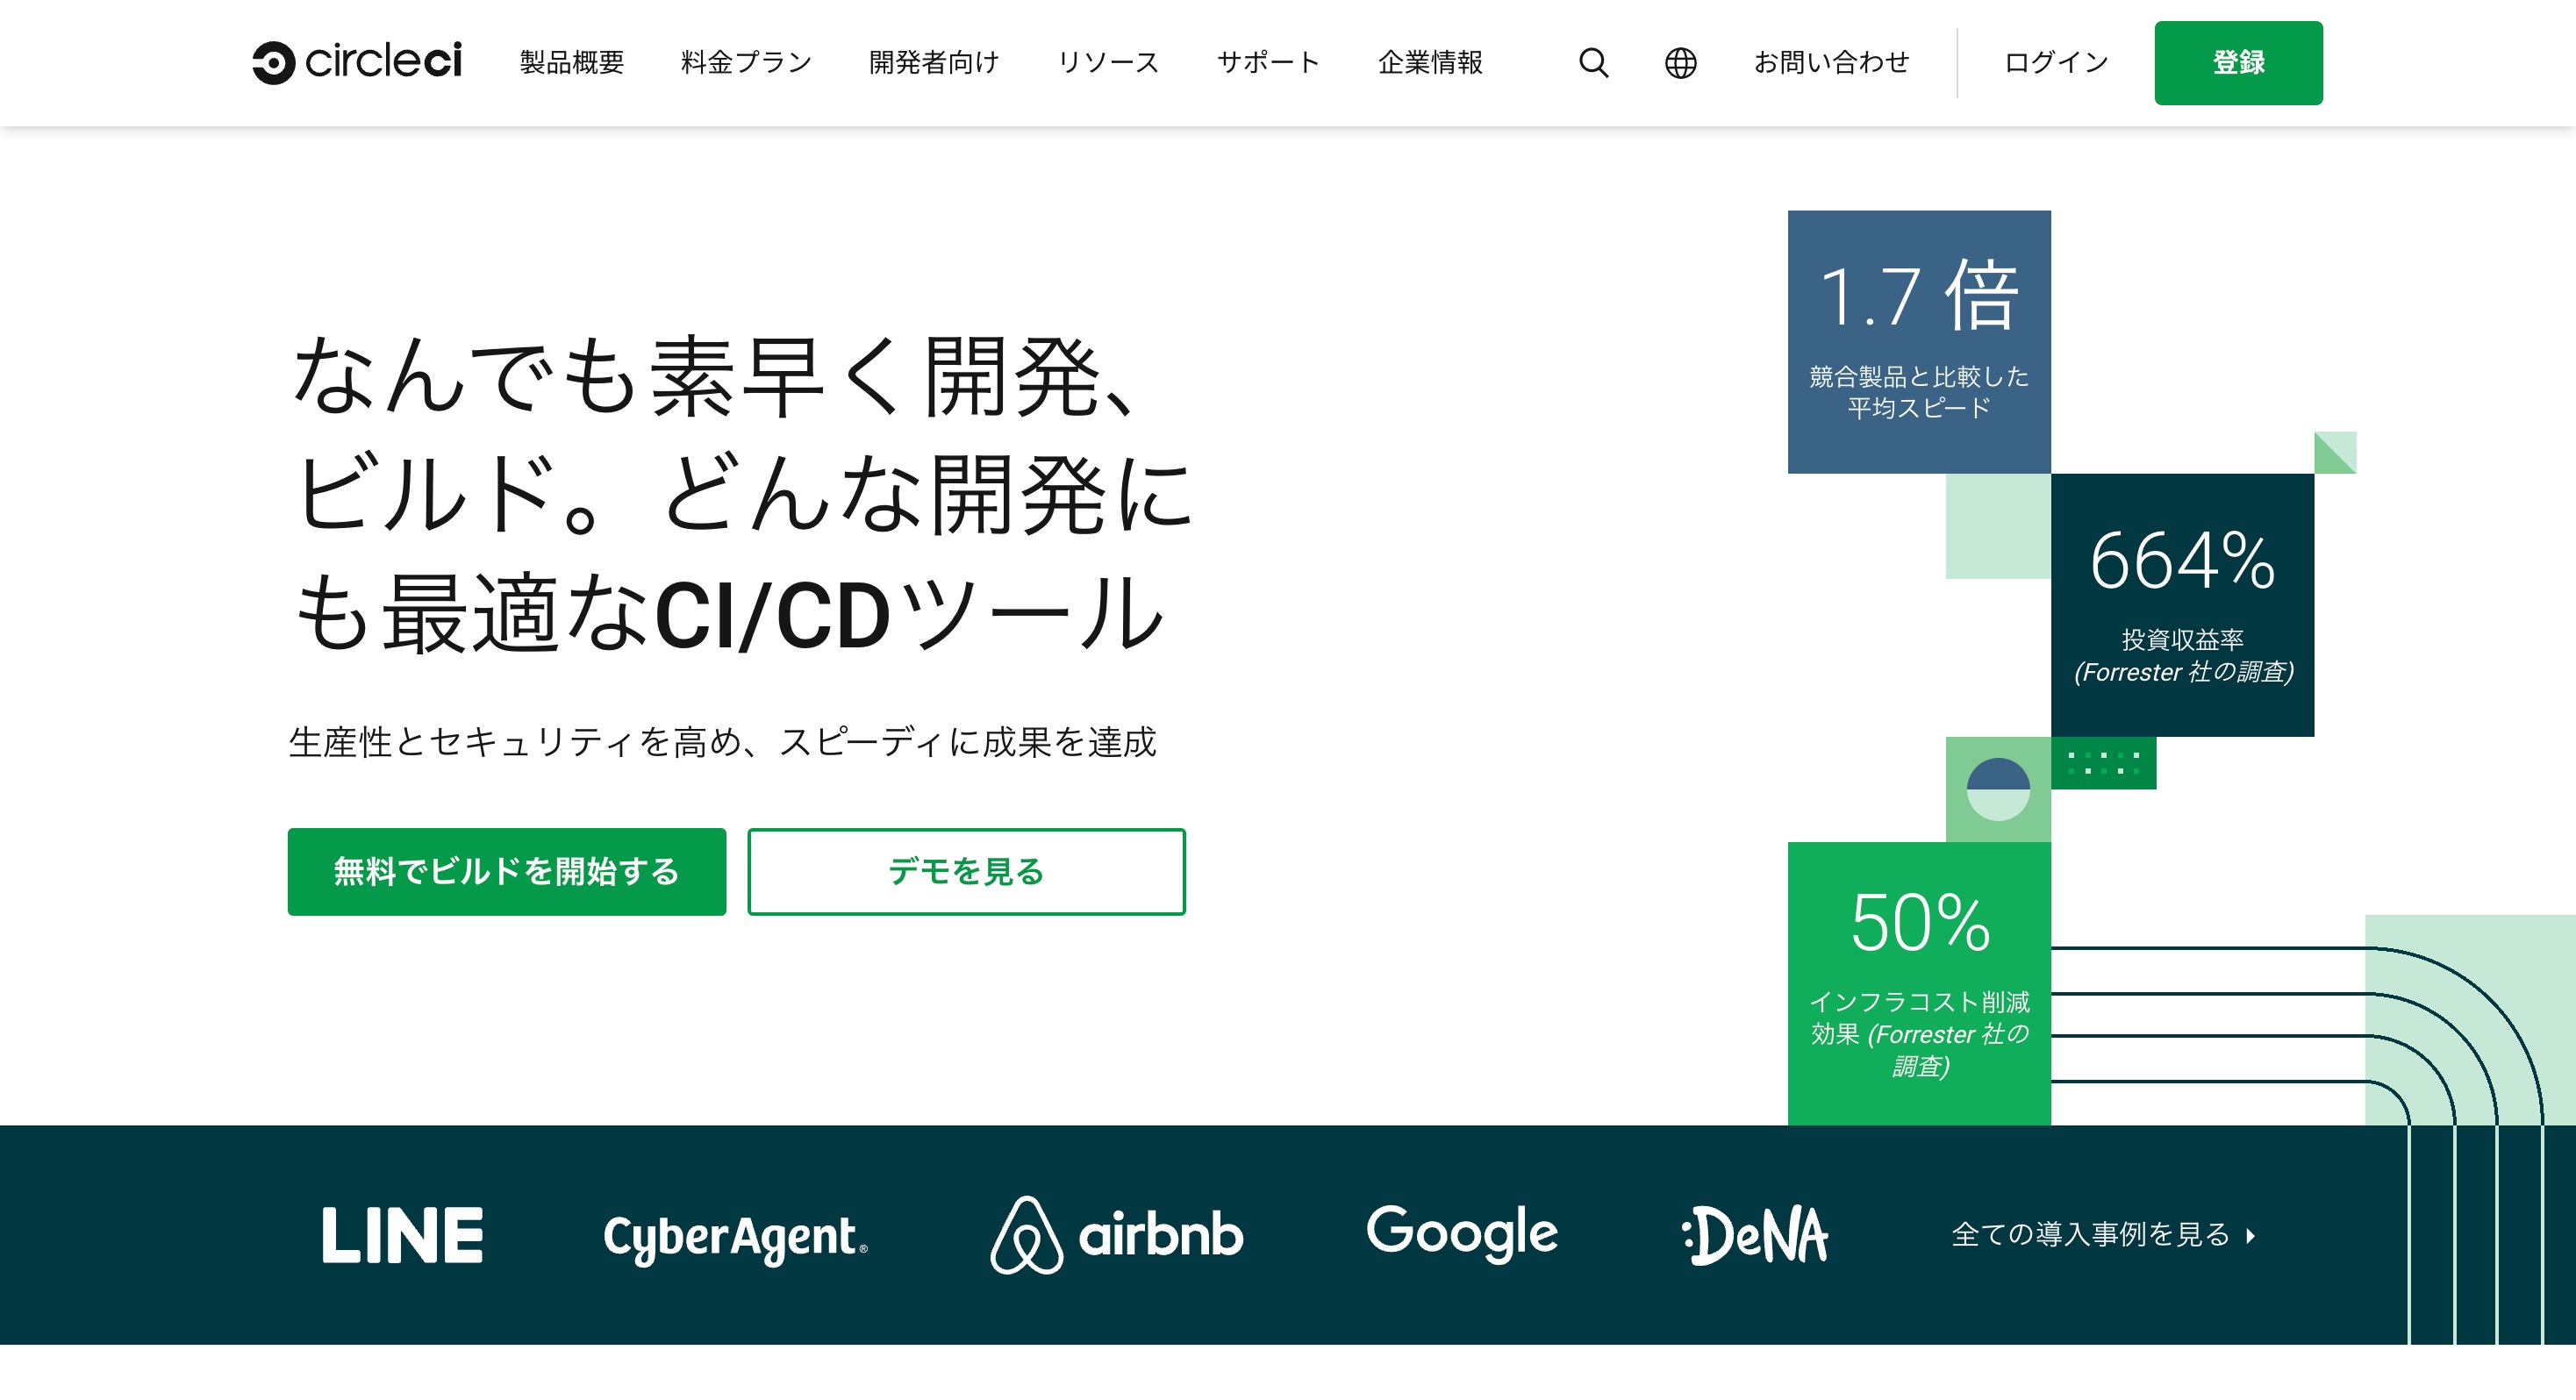 circleci 製品概要 料金プラン 開発者向け リソース サポート 企業情報 お問い合わせ ログイン 登録
なんでも素早く開発、
ビルド。どんな開発に
も最適なCI/CDツール
生産性とセキュリティを高め、スピーディに成果を達成
無料でビルドを開始する デモを見る
1.7 倍
競合製品と比較した
平均スピード
664%
投資収益率
(Forrester 社の調査)
50%
インフラコスト削減
効果 (Forrester 社の
調査)
LINE CyberAgent® airbnb Google :DeNA 全ての導入事例を見る